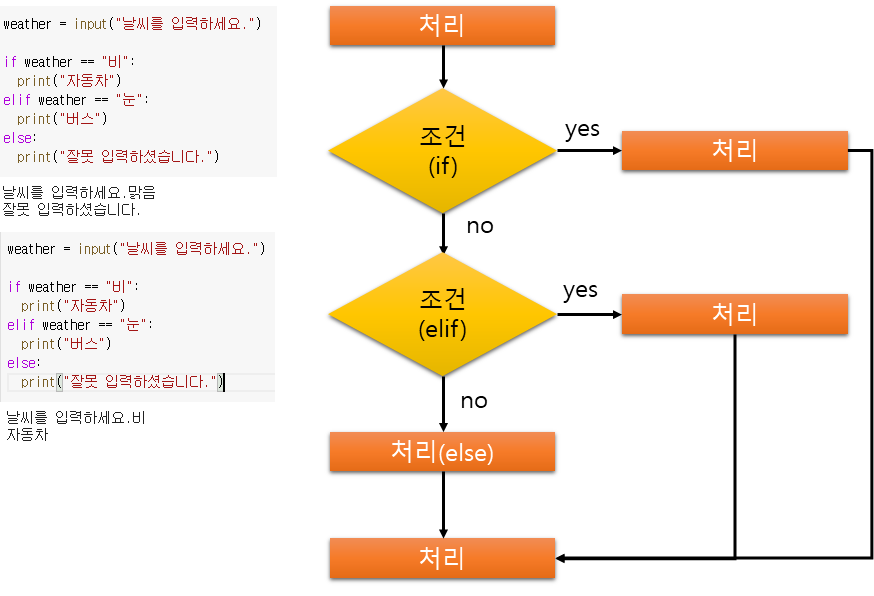 weather = input("날씨를 입력하세요.")
if weather == "비":
  print("자동차")
elif weather == "눈":
  print("버스")
else:
  print("잘못 입력하셨습니다.")
날씨를 입력하세요.맑음
잘못 입력하셨습니다.
weather = input("날씨를 입력하세요.")
if weather == "비":
  print("자동차")
elif weather == "눈":
  print("버스")
else:
  print("잘못 입력하셨습니다.")
날씨를 입력하세요.비
자동차
처리
조건
(if)
yes
처리
no
조건
(elif)
yes
처리
no
처리(else)
처리